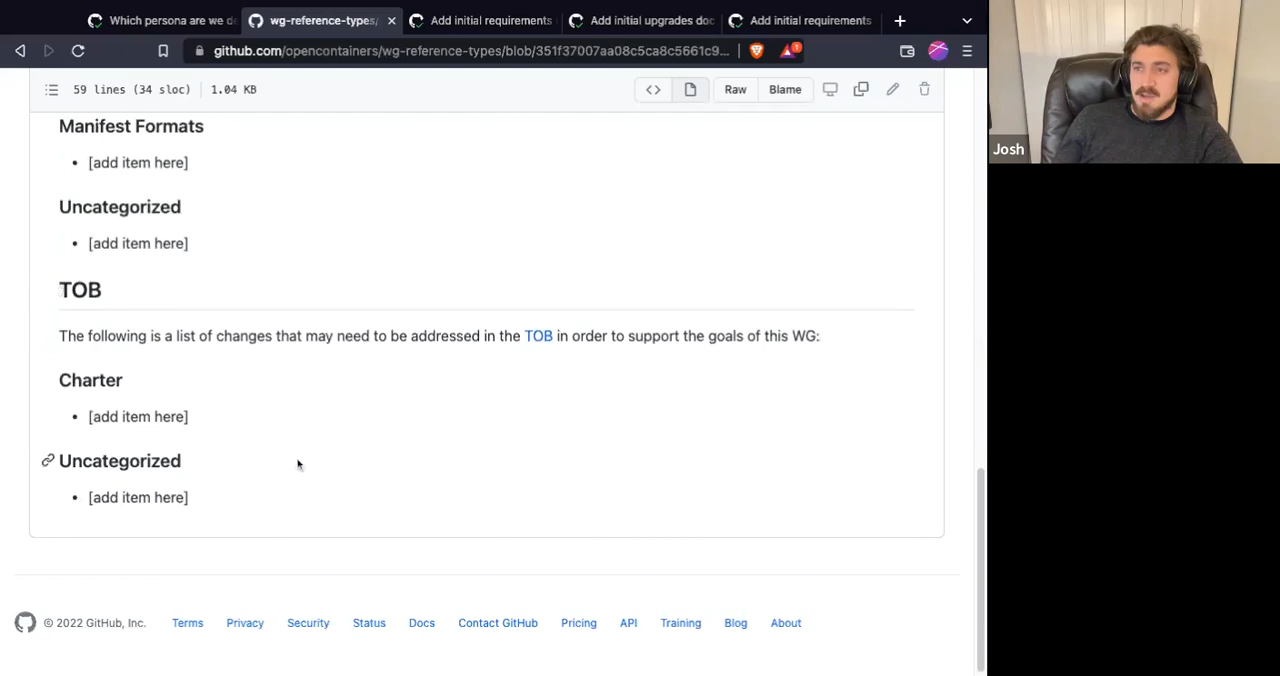 Which persona are we d
wg-reference-types/
Add initial requirements
Add initial upgrades doc
Add initial requirements
github.com/opencontainers/wg-reference-types/blob/351f37007aa08c5ca8c5661c9...
1
59 lines (34 sloc)
1.04 KB
Raw
Blame
Manifest Formats
• [add item here]
Uncategorized
• [add item here]
TOB
The following is a list of changes that may need to be addressed in the TOB in order to support the goals of this WG:
Charter
• [add item here]
Uncategorized
• [add item here]
© 2022 GitHub, Inc.
Terms
Privacy
Security
Status
Docs
Contact GitHub
Pricing
API
Training
Blog
About
Josh